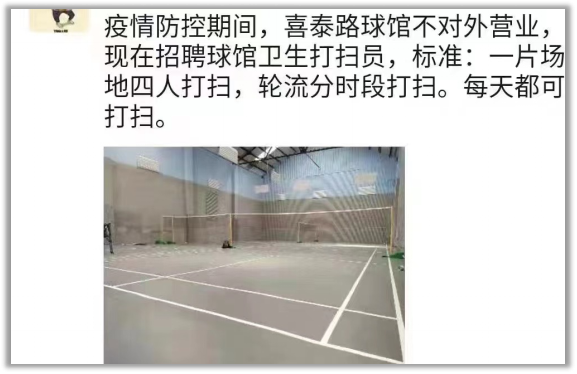 疫情防控期间，喜泰路球馆不对外营业，
现在招聘球馆卫生打扫员，标准：一片场
地四人打扫，轮流分时段打扫。每天都可
打扫。